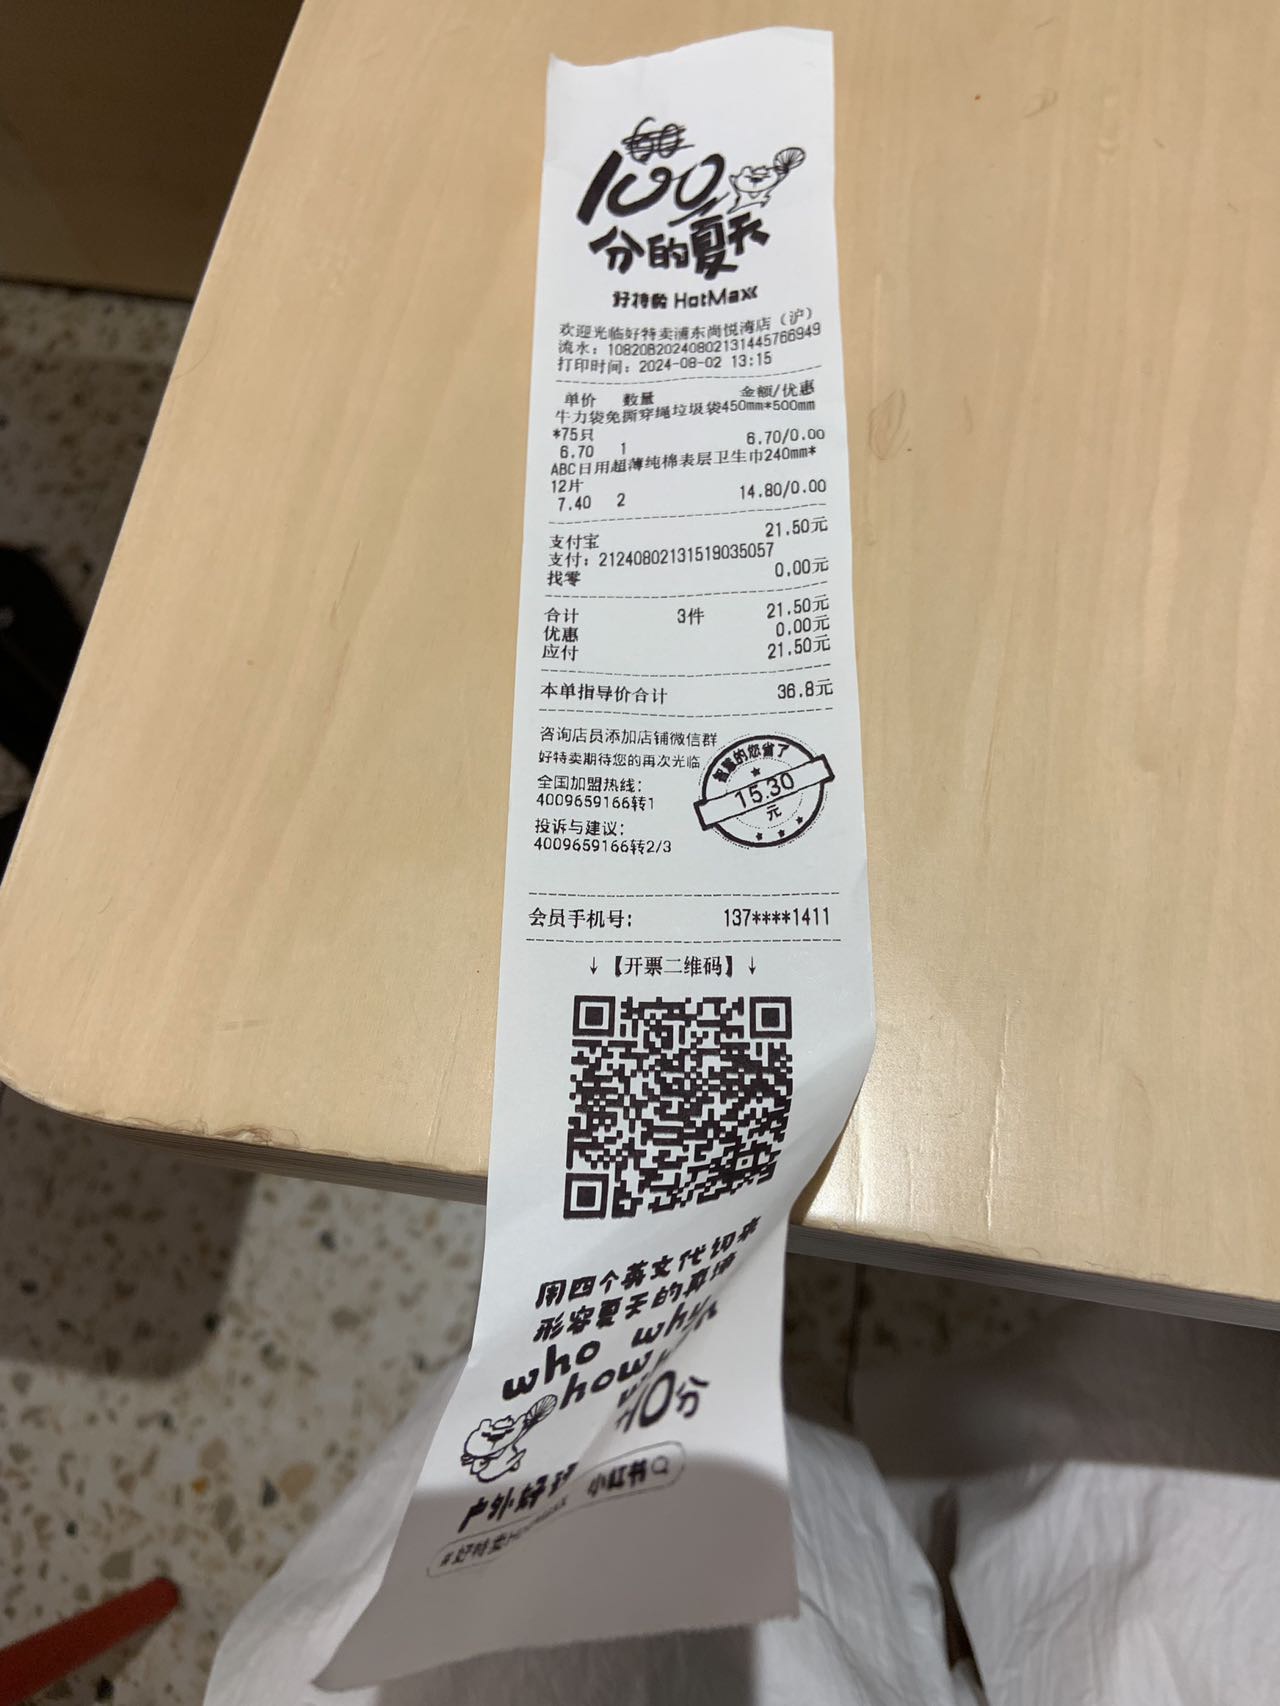 60
100
分的夏天
好特卖 HotMaxx
欢迎光临好特卖浦东尚悦湾店（沪）
流水：10820820240802131445766949
打印时间：2024-08-02 13:15
单价 数量 金额/优惠
牛力袋免撕穿绳垃圾袋450mm*500mm
*75只
6.70 1 6.70/0.00
ABC日用超薄纯棉表层卫生巾240mm*
12片
7.40 2 14.80/0.00
支付宝 21.50元
支付：21240802131519035057
找零 0.00元
合计 3件 21.50元
优惠 0.00元
应付 21.50元
本单指导价合计 36.8元
咨询店员添加店铺微信群
好特卖期待您的再次光临
全国加盟热线：
4009659166转1
投诉与建议：
4009659166转2/3
智慧的您省了
15.30
元
会员手机号： 137****1411
↓【开票二维码】↓
用四个英文代词来
形容夏天的
who why
how
分
户外好
#好特卖HotMaxx 小红书